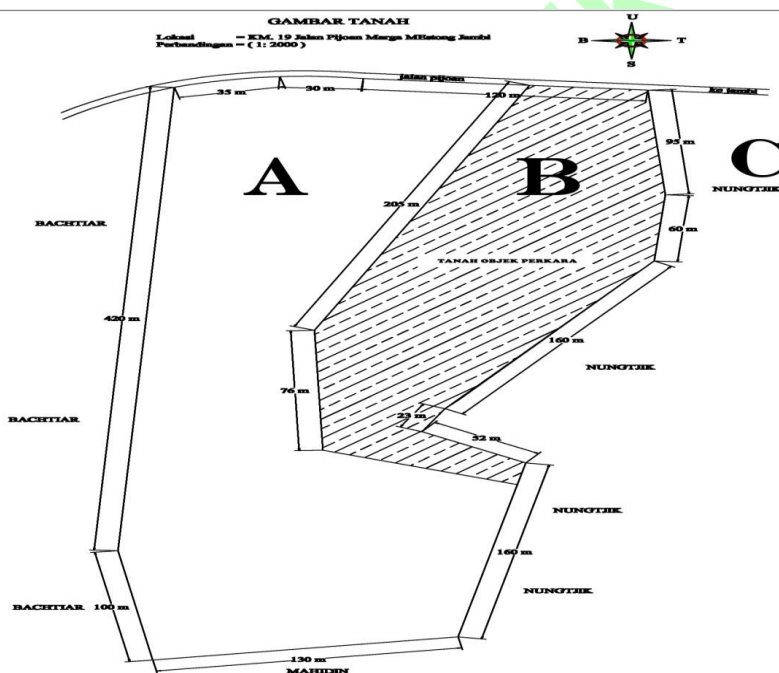 GAMBAR TANAH
Lokasi = KM. 19 Jalan Pijoan Marga MEstong Jambi
Perbandingan = ( 1: 2000 )
U
B
T
S
jalan pijoan
ke jambi
35 m
30 m
120 m
95 m
A
B
C
NUNGTJIK
205 m
BACHTIAR
60 m
TANAH OBJEK PERKARA
420 m
160 m
NUNGTJIK
76 m
BACHTIAR
23 m
52 m
NUNGTJIK
160 m
NUNGTJIK
BACHTIAR
100 m
130 m
MAHIDIN